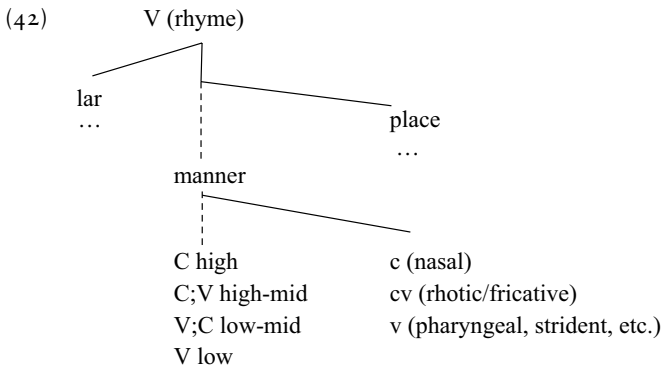 (42) V (rhyme)
lar
…
place
…
manner
C high c (nasal)
C;V high-mid cv (rhotic/fricative)
V;C low-mid v (pharyngeal, strident, etc.)
V low